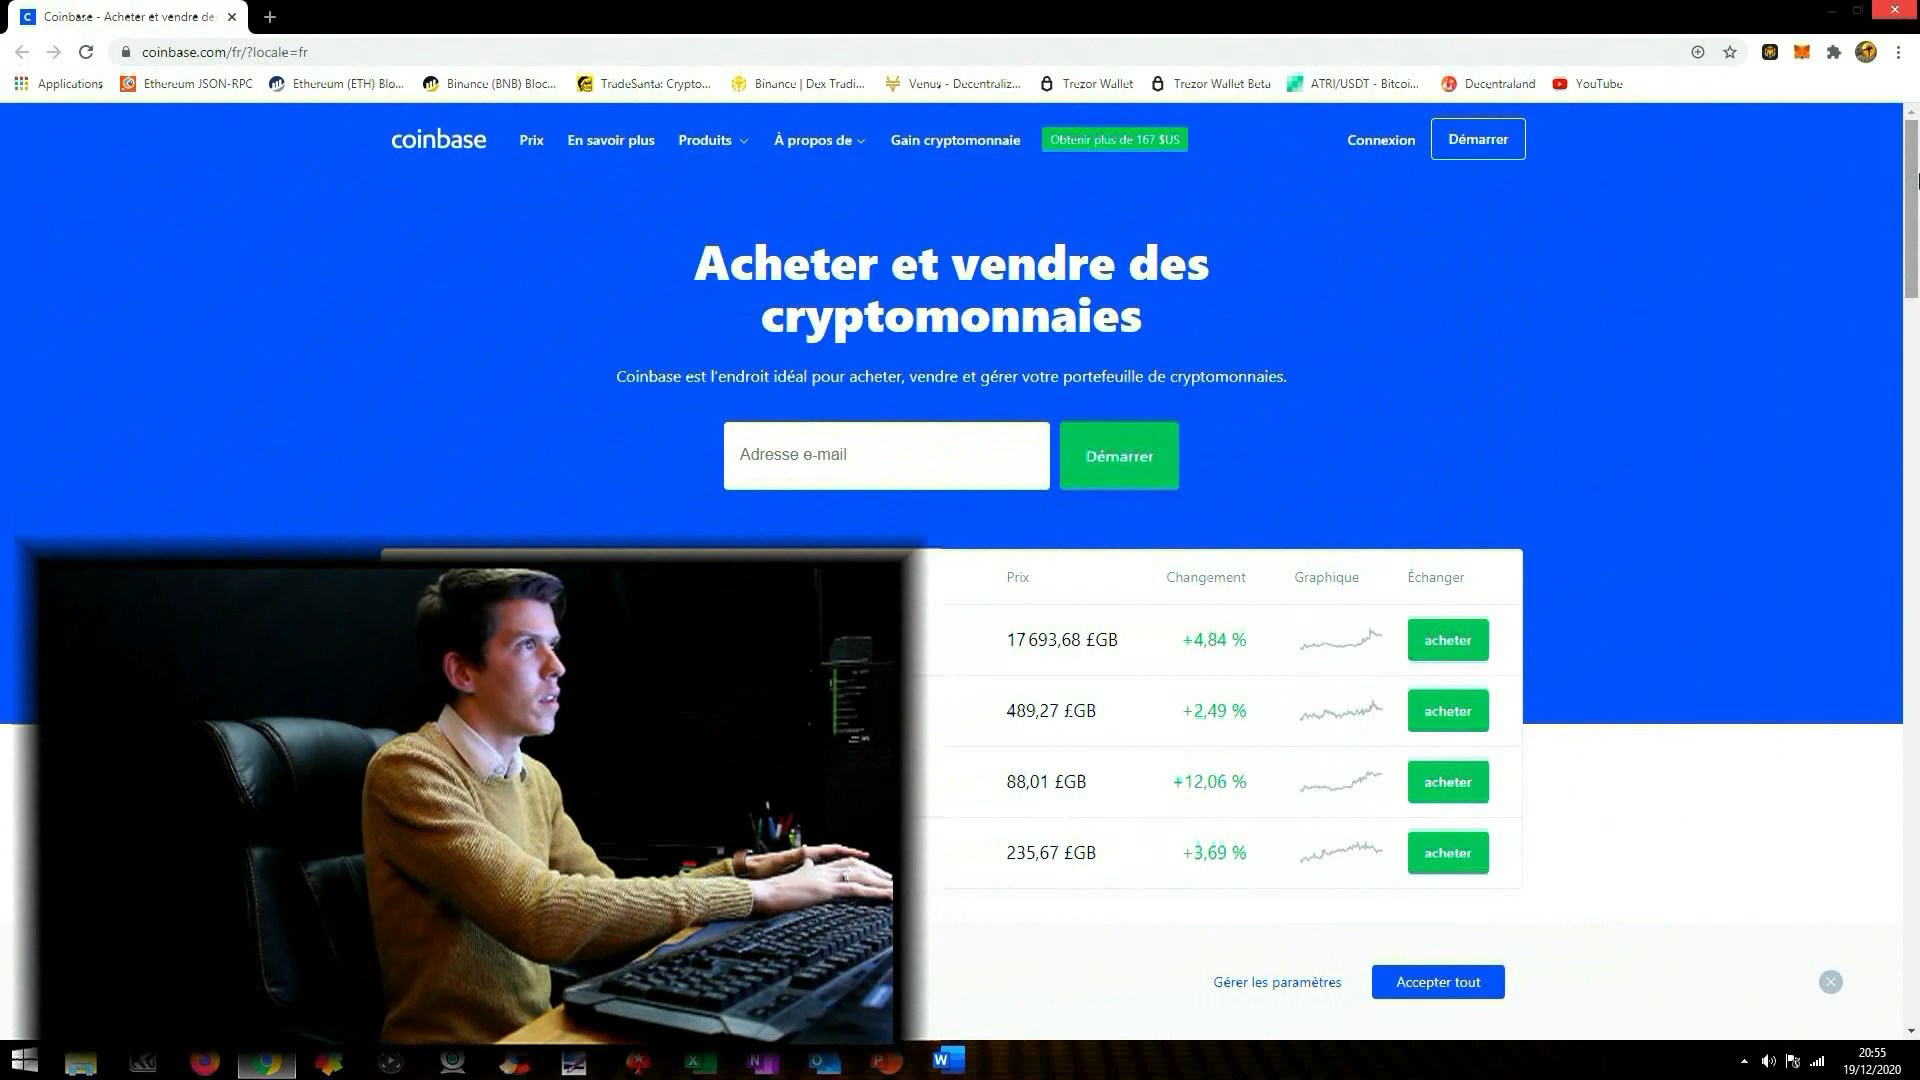 Coinbase - Acheter et vendre de
coinbase.com/fr/?locale=fr
Applications
Ethereum JSON-RPC
Ethereum (ETH) Blo...
Binance (BNB) Bloc...
TradeSanta: Crypto...
Binance | Dex Tradi...
Venus - Decentraliz...
Trezor Wallet
Trezor Wallet Beta
ATRI/USDT - Bitcoi...
Decentraland
YouTube
coinbase
Prix
En savoir plus
Produits
À propos de
Gain cryptomonnaie
Obtenir plus de 167 $US
Connexion
Démarrer
Acheter et vendre des
cryptomonnaies
Coinbase est l'endroit idéal pour acheter, vendre et gérer votre portefeuille de cryptomonnaies.
Adresse e-mail
Démarrer
Prix Changement Graphique Échanger
17 693,68 £GB +4,84 % acheter
489,27 £GB +2,49 % acheter
88,01 £GB +12,06 % acheter
235,67 £GB +3,69 % acheter
Gérer les paramètres
Accepter tout
20:55
19/12/2020